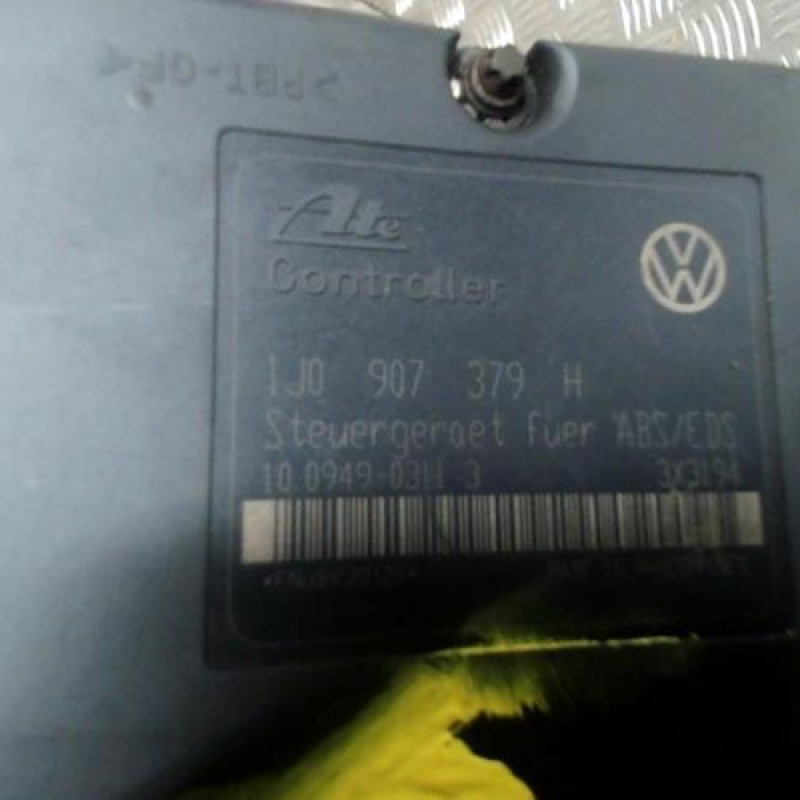 >PBT-GF<
Ate
Controller
1J0 907 379 H
Steuergeraet fuer ABS/EDS
10.0949-0311 3 3X3194